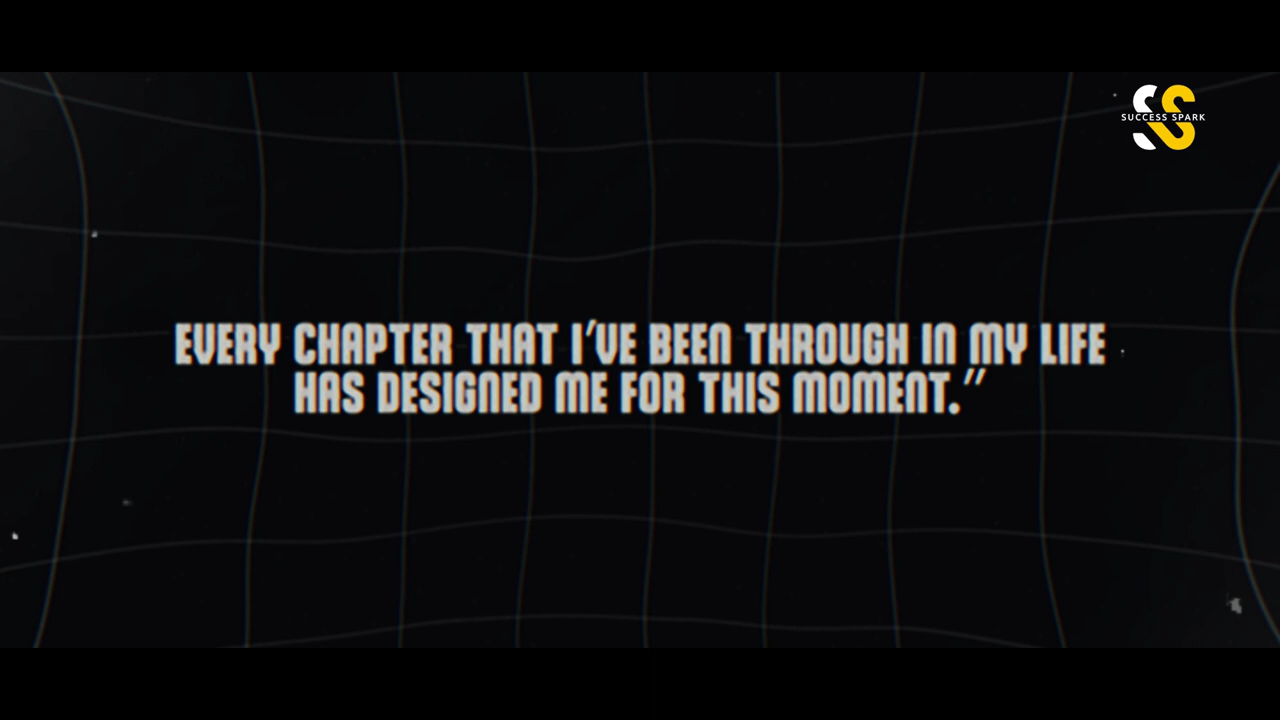 SUCCESS SPARK
EVERY CHAPTER THAT I'VE BEEN THROUGH IN MY LIFE
HAS DESIGNED ME FOR THIS MOMENT."